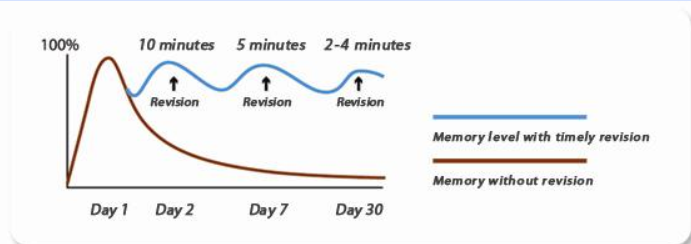 100% 10 minutes 5 minutes 2-4 minutes
Revision Revision Revision
Memory level with timely revision
Memory without revision
Day 1 Day 2 Day 7 Day 30